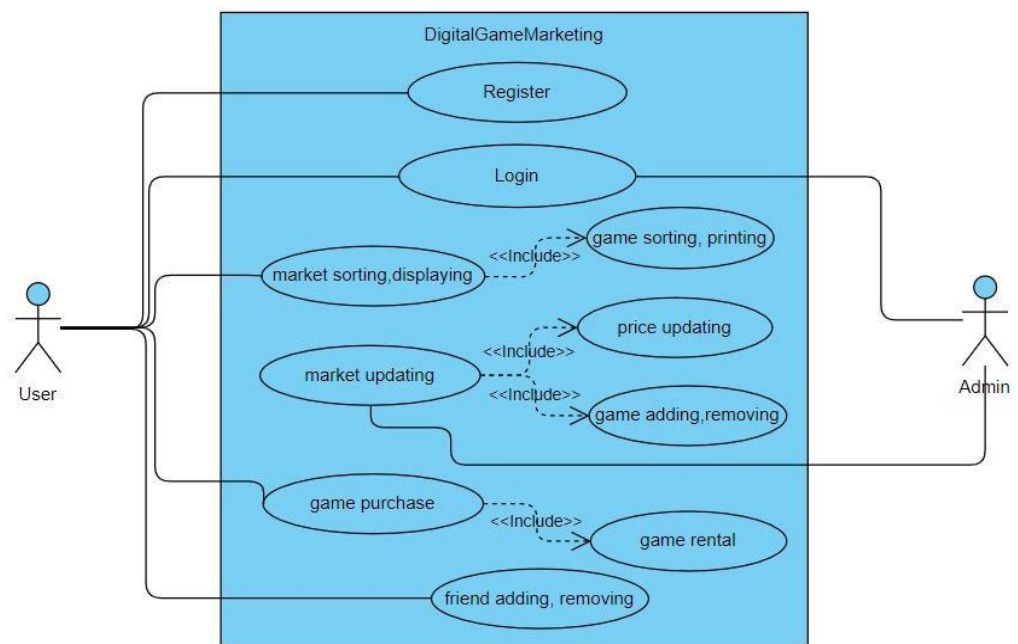 DigitalGameMarketing
Register
Login
game sorting, printing
<<Include>>
market sorting,displaying
price updating
<<Include>>
market updating
<<Include>>
game adding,removing
User
Admin
game purchase
<<Include>>
game rental
friend adding, removing